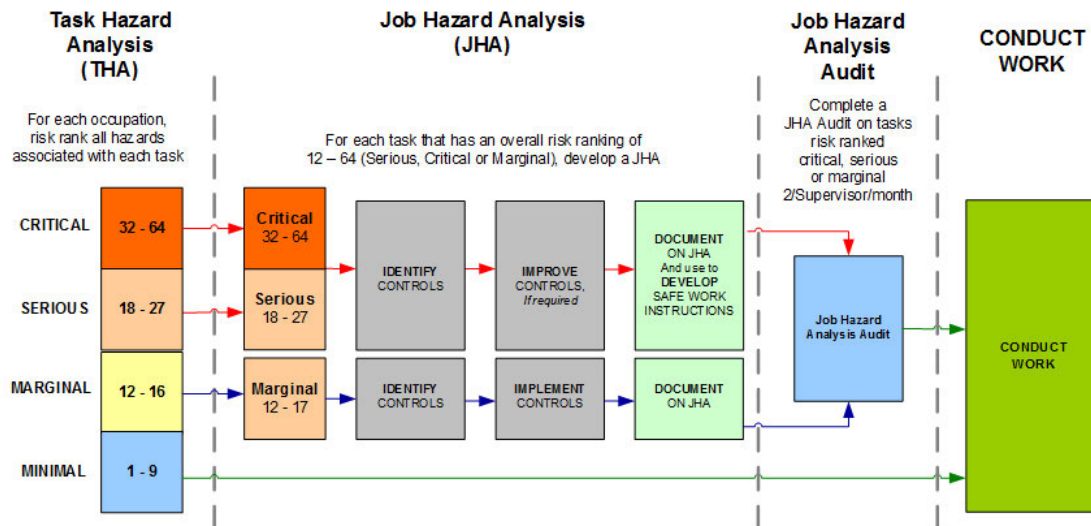 Task Hazard
Analysis
(THA)
For each occupation,
risk rank all hazards
associated with each task
Job Hazard Analysis
(JHA)
For each task that has an overall risk ranking of
12 – 64 (Serious, Critical or Marginal), develop a JHA
Job Hazard
Analysis
Audit
Complete a
JHA Audit on tasks
risk ranked
critical, serious
or marginal
2/Supervisor/month
CONDUCT
WORK
CRITICAL
32 - 64
SERIOUS
18 - 27
MARGINAL
12 - 16
MINIMAL
1 - 9
Critical
32 - 64
Serious
18 - 27
IDENTIFY
CONTROLS
IMPROVE
CONTROLS,
If required
DOCUMENT
ON JHA
And use to
DEVELOP
SAFE WORK
INSTRUCTIONS
Marginal
12 - 17
IDENTIFY
CONTROLS
IMPLEMENT
CONTROLS
DOCUMENT
ON JHA
Job Hazard
Analysis Audit
CONDUCT
WORK